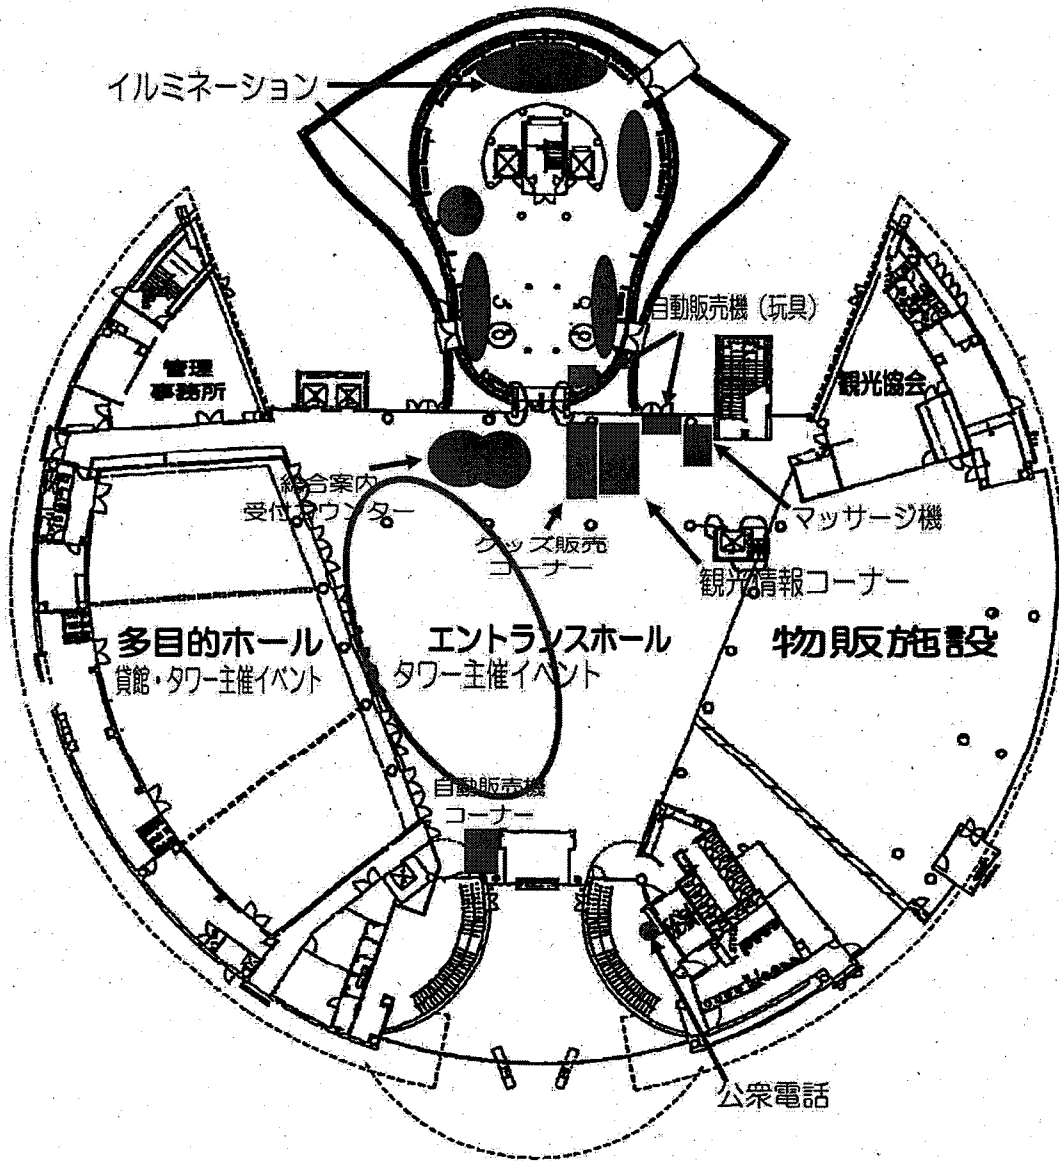 イルミネーション
自動販売機（玩具）
管理
事務所
観光協会
総合案内
受付カウンター
グッズ販売
コーナー
マッサージ機
観光情報コーナー
多目的ホール
貸館・タワー主催イベント
エントランスホール
タワー主催イベント
物販施設
自動販売機
コーナー
公衆電話